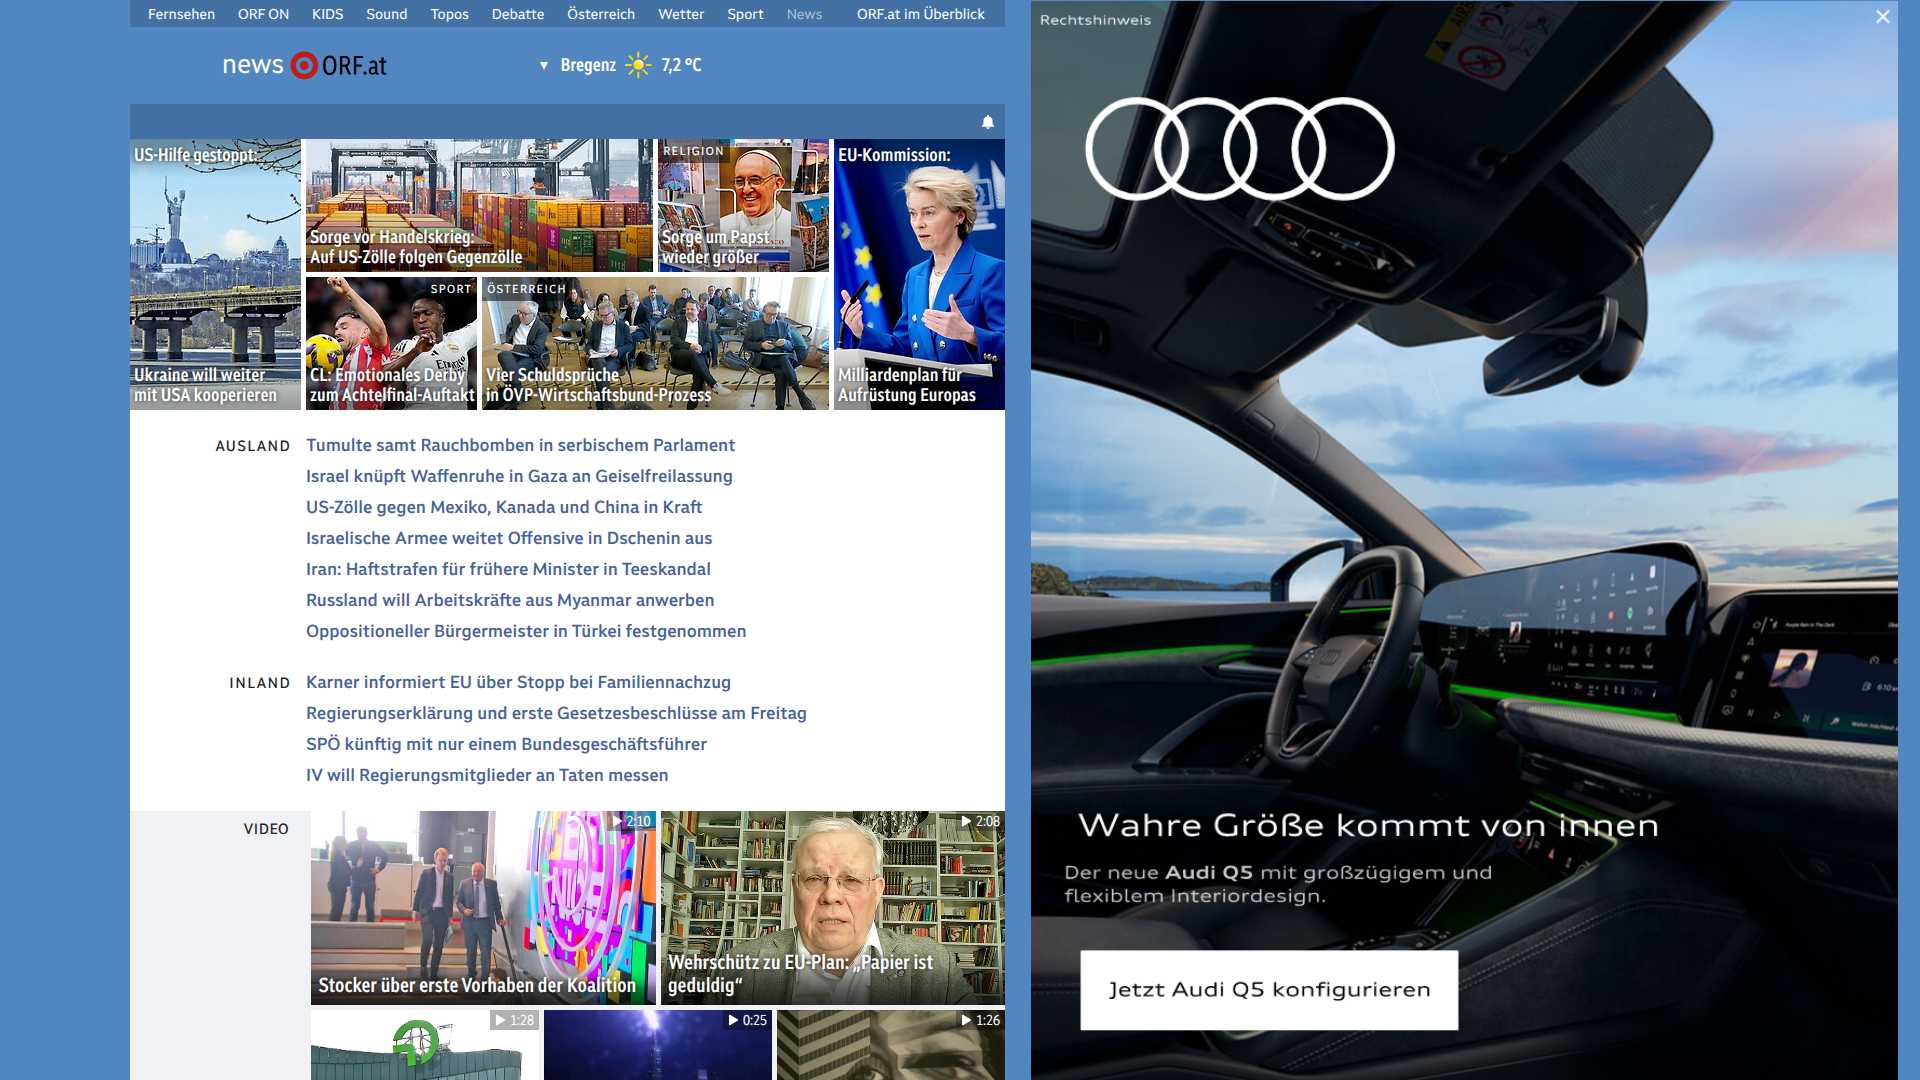 Fernsehen ORF ON KIDS Sound Topos Debatte Österreich Wetter Sport News ORF.at im Überblick
news ORF.at
Bregenz 7,2 °C
US-Hilfe gestoppt:
Ukraine will weiter
mit USA kooperieren
PORT HOUSTON
Sorge vor Handelskrieg:
Auf US-Zölle folgen Gegenzölle
RELIGION
Sorge um Papst
wieder größer
EU-Kommission:
Milliardenplan für
Aufrüstung Europas
SPORT
CL: Emotionales Derby
zum Achtelfinal-Auftakt
ÖSTERREICH
Vier Schuldsprüche
in ÖVP-Wirtschaftsbund-Prozess
AUSLAND
Tumulte samt Rauchbomben in serbischem Parlament
Israel knüpft Waffenruhe in Gaza an Geiselfreilassung
US-Zölle gegen Mexiko, Kanada und China in Kraft
Israelische Armee weitet Offensive in Dschenin aus
Iran: Haftstrafen für frühere Minister in Teeskandal
Russland will Arbeitskräfte aus Myanmar anwerben
Oppositioneller Bürgermeister in Türkei festgenommen
INLAND
Karner informiert EU über Stopp bei Familiennachzug
Regierungserklärung und erste Gesetzesbeschlüsse am Freitag
SPÖ künftig mit nur einem Bundesgeschäftsführer
IV will Regierungsmitglieder an Taten messen
VIDEO
2:10
Stocker über erste Vorhaben der Koalition
2:08
Wehrschütz zu EU-Plan: „Papier ist
geduldig“
1:28
0:25
1:26
Rechtshinweis
Purple Rain In The Dark
Wahre Größe kommt von innen
Der neue Audi Q5 mit großzügigem und
flexiblem Interiordesign.
Jetzt Audi Q5 konfigurieren